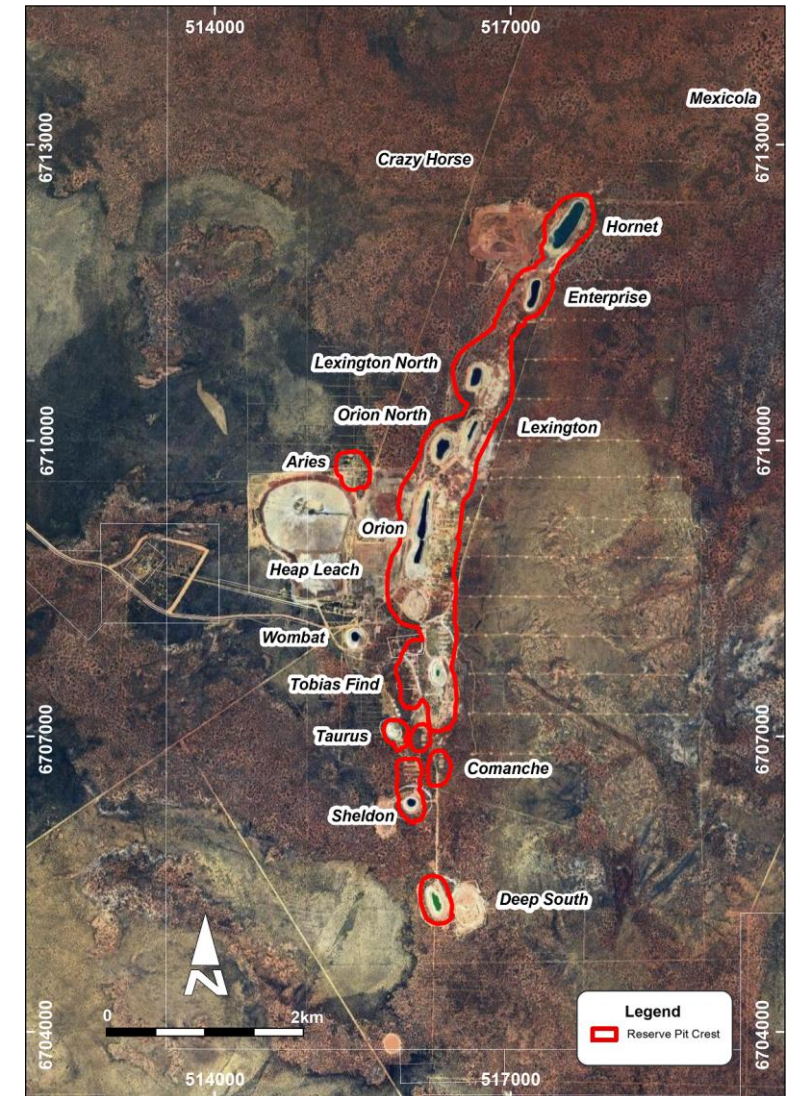 514000
517000
Mexicola
6713000
6713000
Crazy Horse
Hornet
Enterprise
Lexington North
Orion North
Lexington
6710000
6710000
Aries
Orion
Heap Leach
Wombat
Tobias Find
Taurus
6707000
6707000
Comanche
Sheldon
Deep South
N
0
2km
Legend
Reserve Pit Crest
6704000
6704000
514000
517000